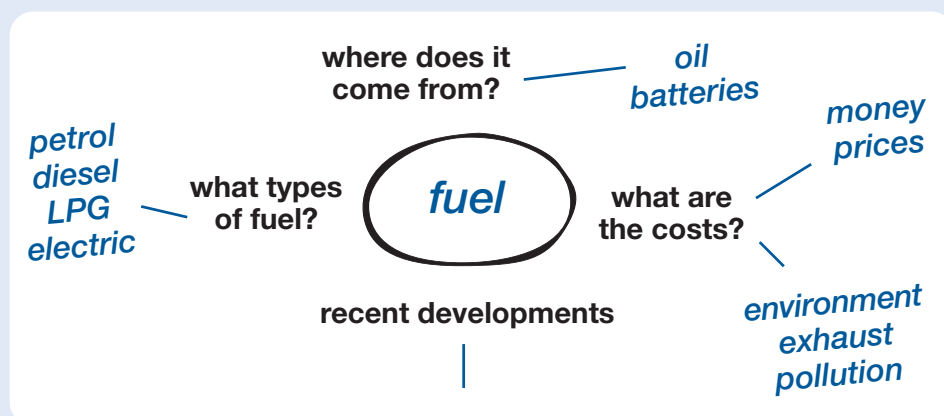 where does it
come from?
oil
batteries
money
prices
petrol
diesel
LPG
electric
what types
of fuel?
fuel
what are
the costs?
recent developments
environment
exhaust
pollution